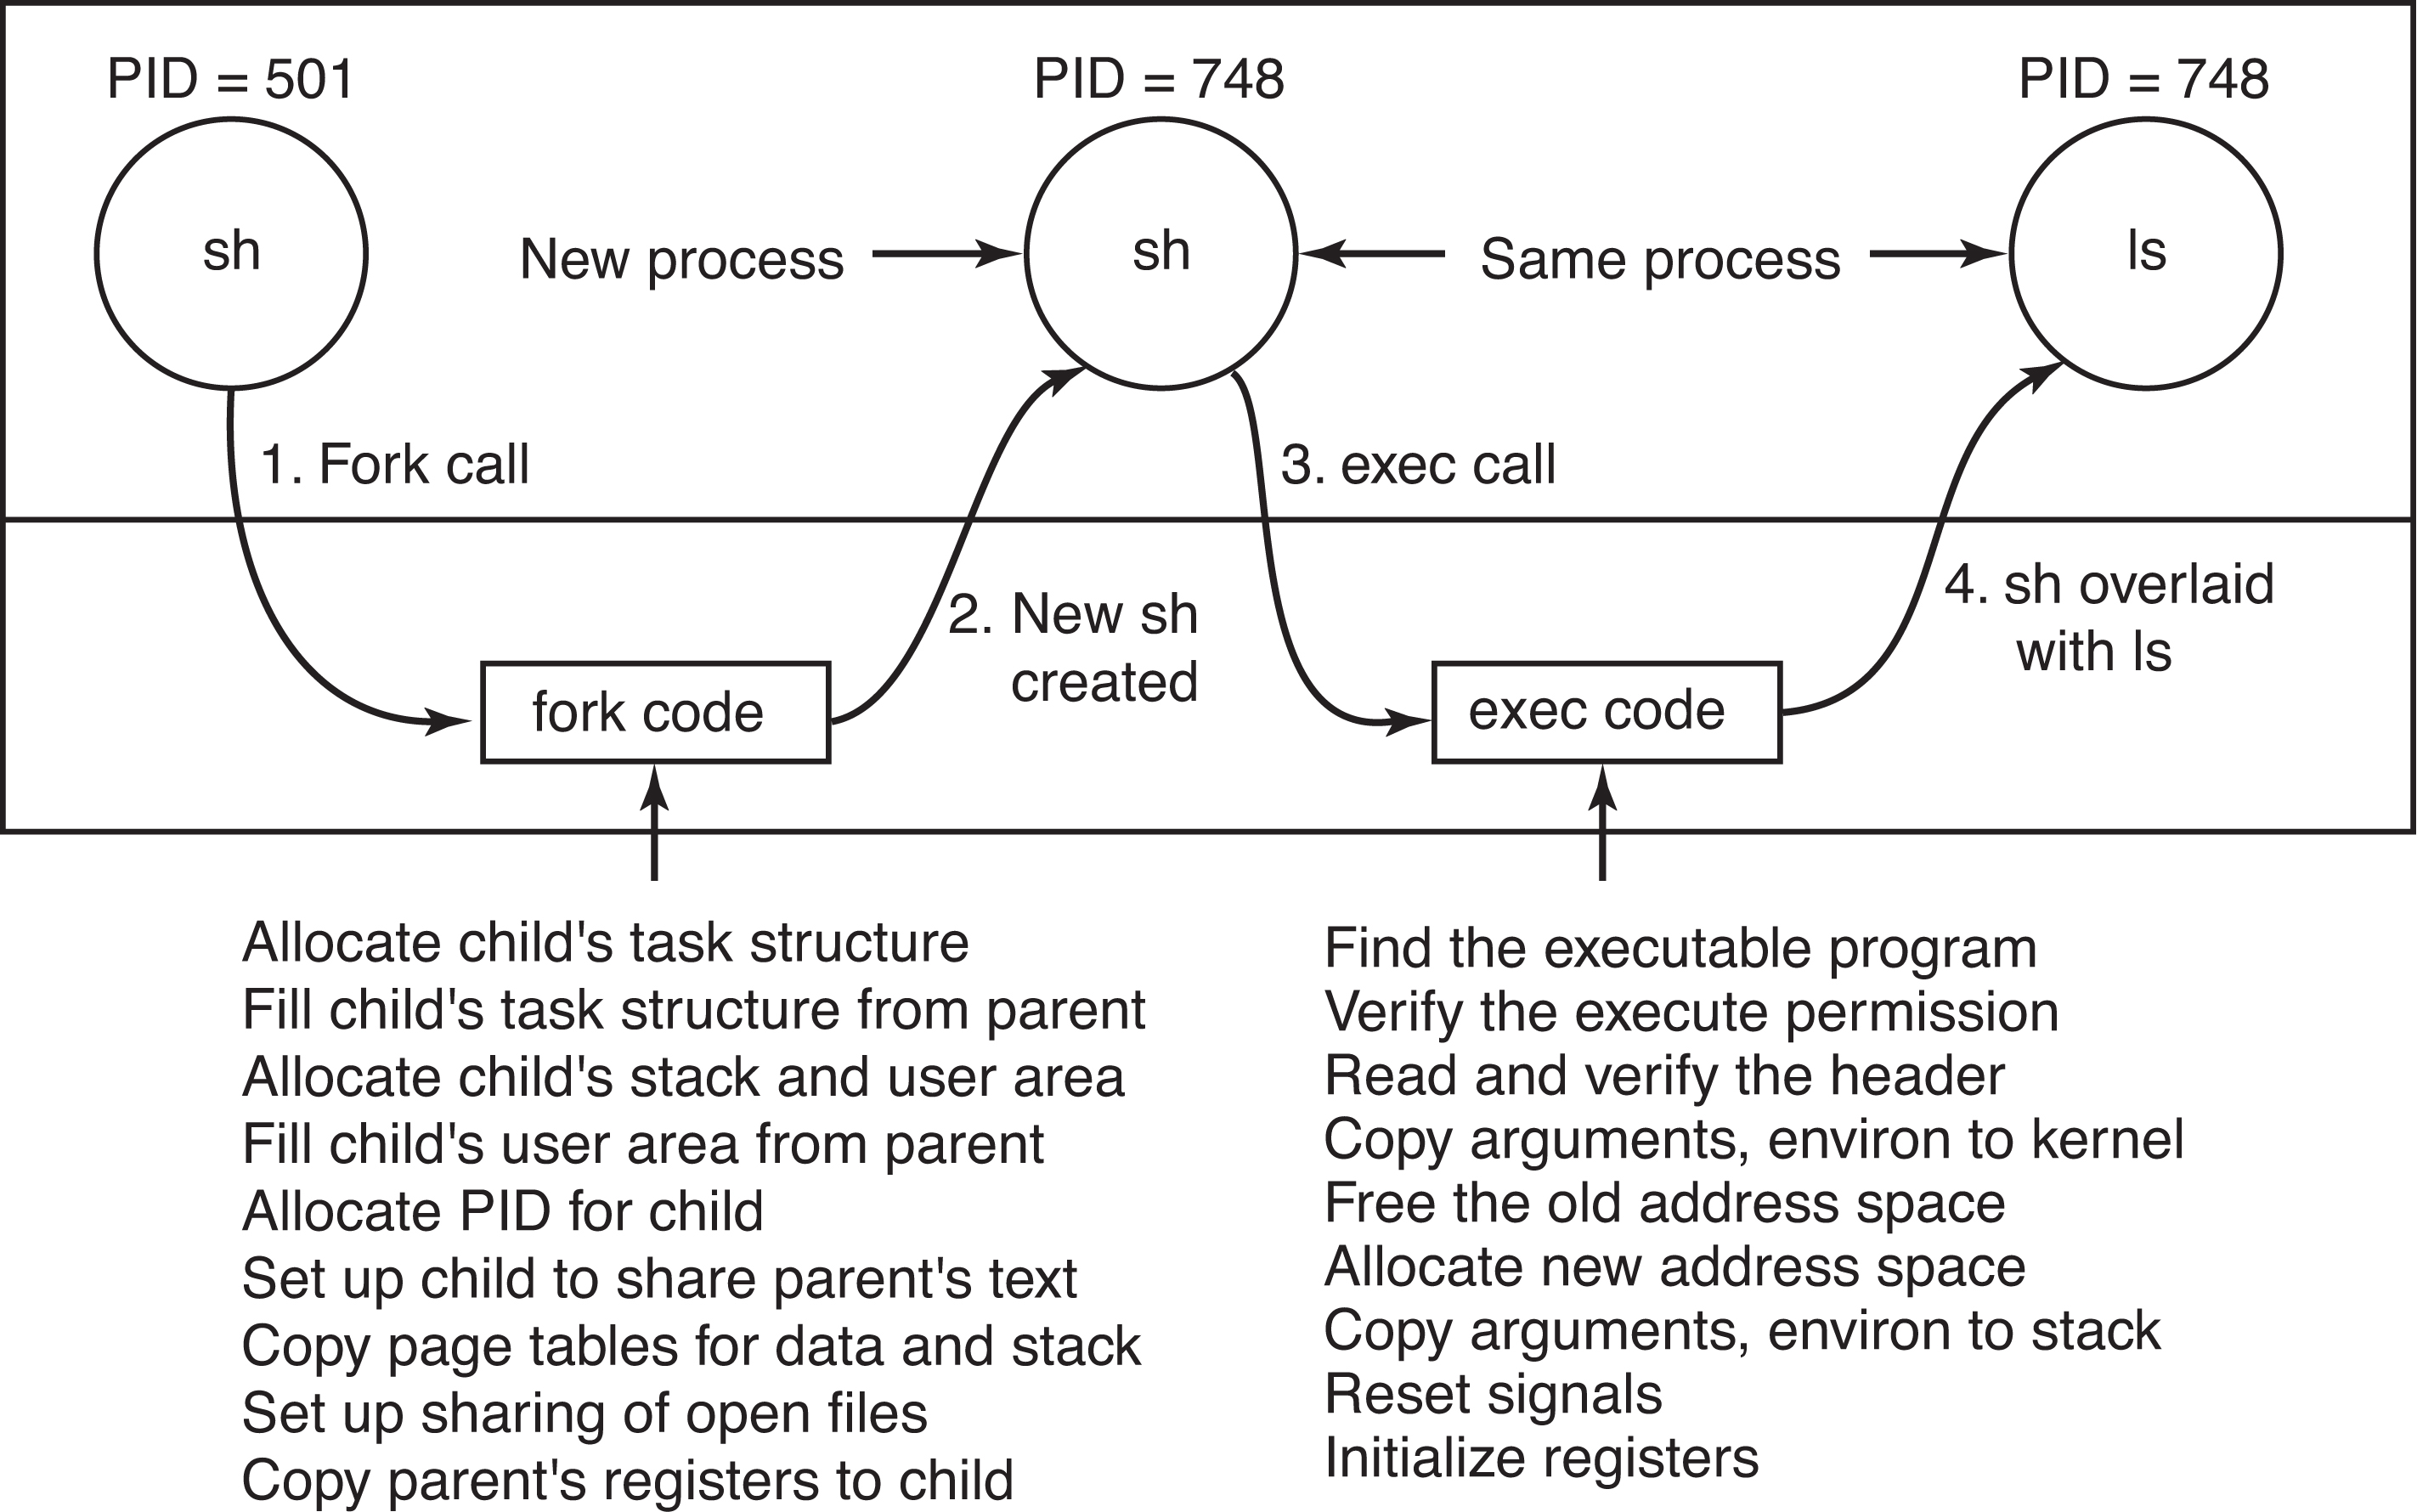 PID = 501
PID = 748
PID = 748
sh
New process
sh
Same process
ls
1. Fork call
3. exec call
2. New sh
created
4. sh overlaid
with ls
fork code
exec code
Allocate child's task structure
Fill child's task structure from parent
Allocate child's stack and user area
Fill child's user area from parent
Allocate PID for child
Set up child to share parent's text
Copy page tables for data and stack
Set up sharing of open files
Copy parent's registers to child
Find the executable program
Verify the execute permission
Read and verify the header
Copy arguments, environ to kernel
Free the old address space
Allocate new address space
Copy arguments, environ to stack
Reset signals
Initialize registers